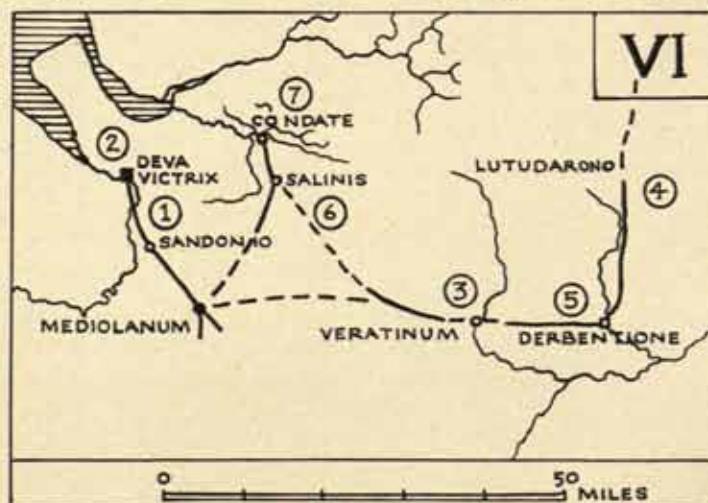 VI
7
CONDATE
2
DEVA
VICTRIX
LUTUDARONO
4
SALINIS
1
6
SANDONIO
MEDIOLANUM
3
VERATINUM
5
DERBENTIONE
0 50
MILES